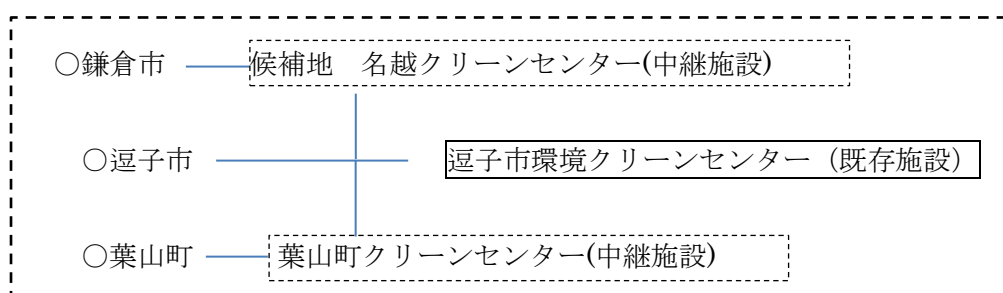 ○鎌倉市 候補地 名越クリーンセンター(中継施設)
○逗子市 逗子市環境クリーンセンター（既存施設）
○葉山町 葉山町クリーンセンター(中継施設)